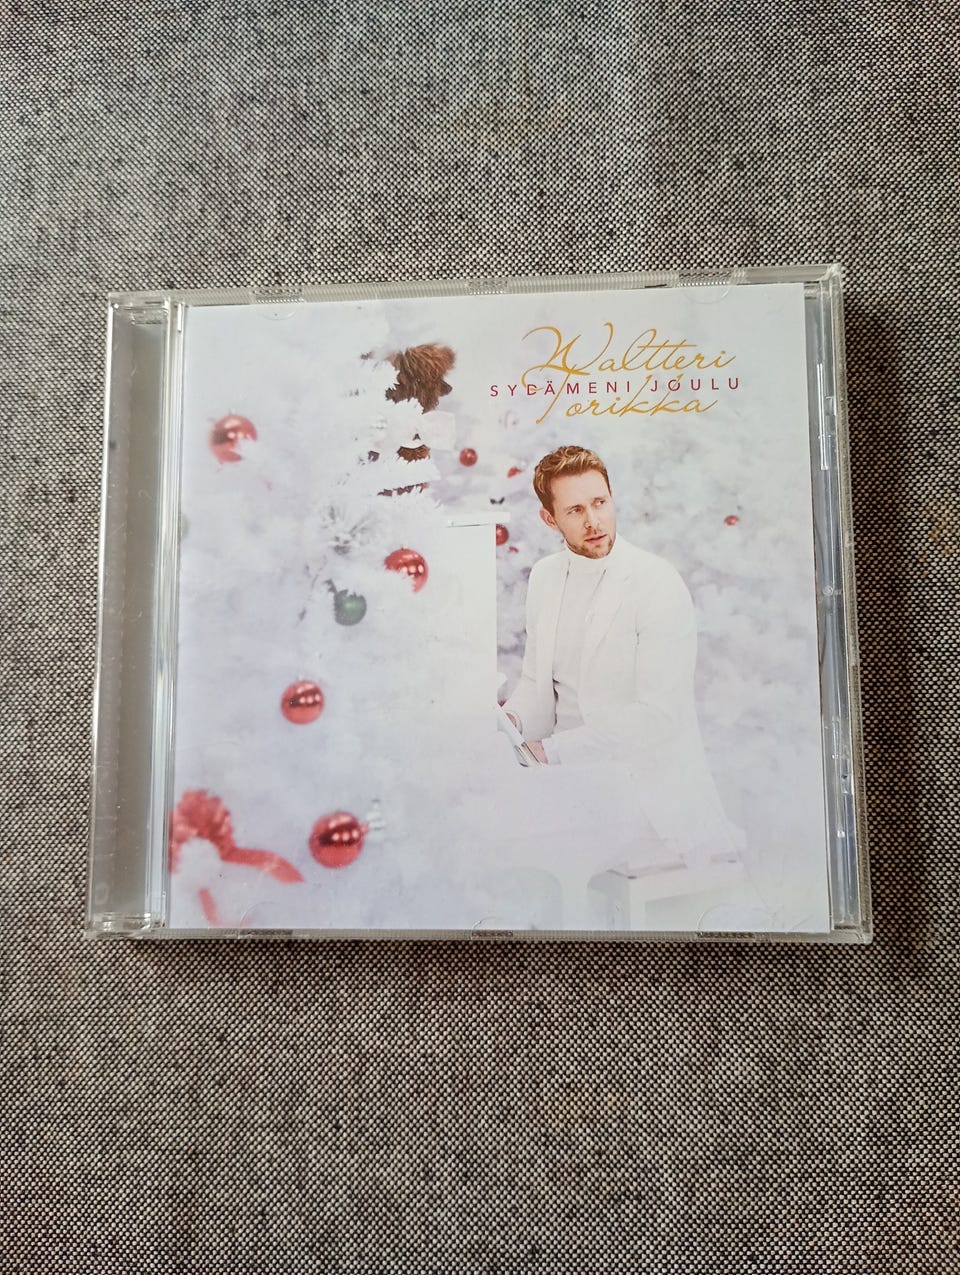 Waltteri
SYDÄMENI JOULU
Torikka